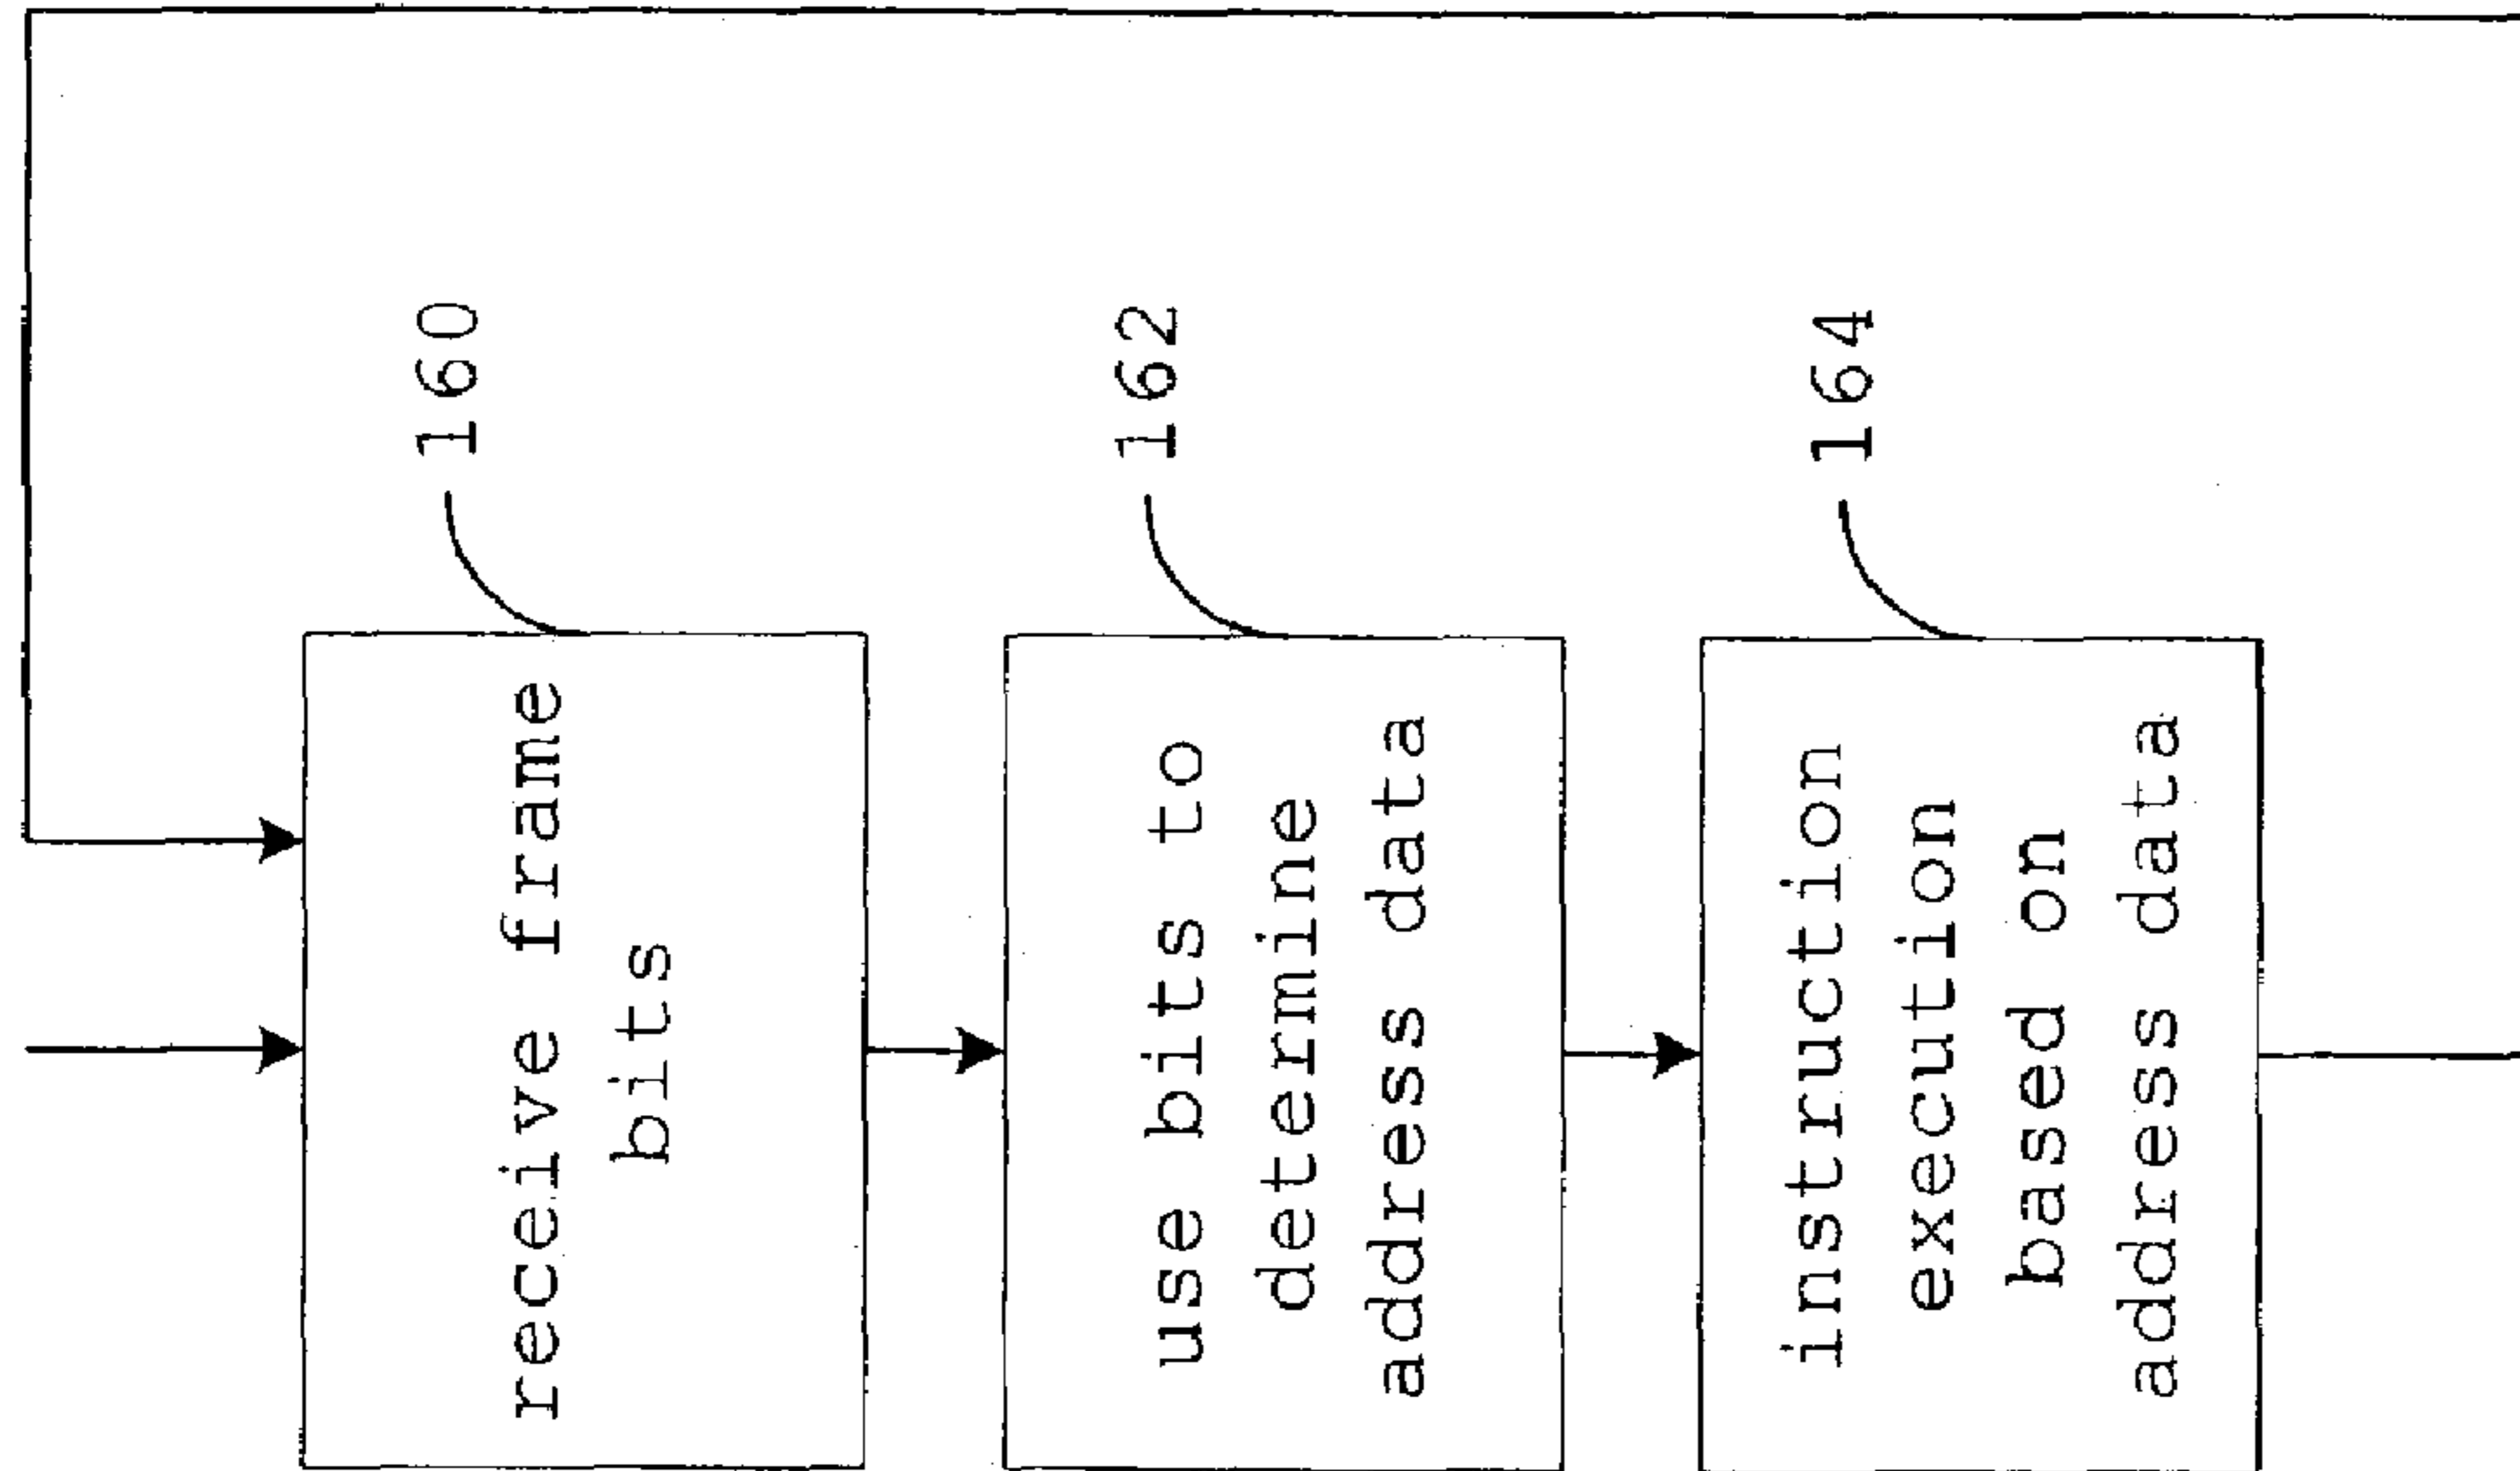 160
receive frame
bits
162
use bits to
determine
address data
164
instruction
execution
based on
address data